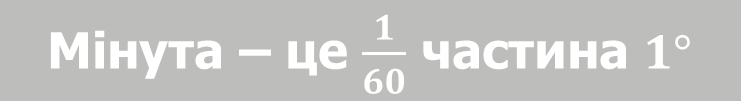 Мінута – це 1/60 частина 1°